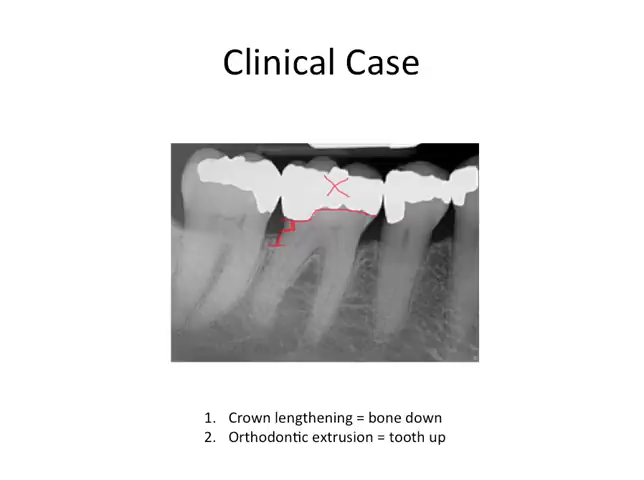 Clinical Case
1. Crown lengthening = bone down
2. Orthodontic extrusion = tooth up